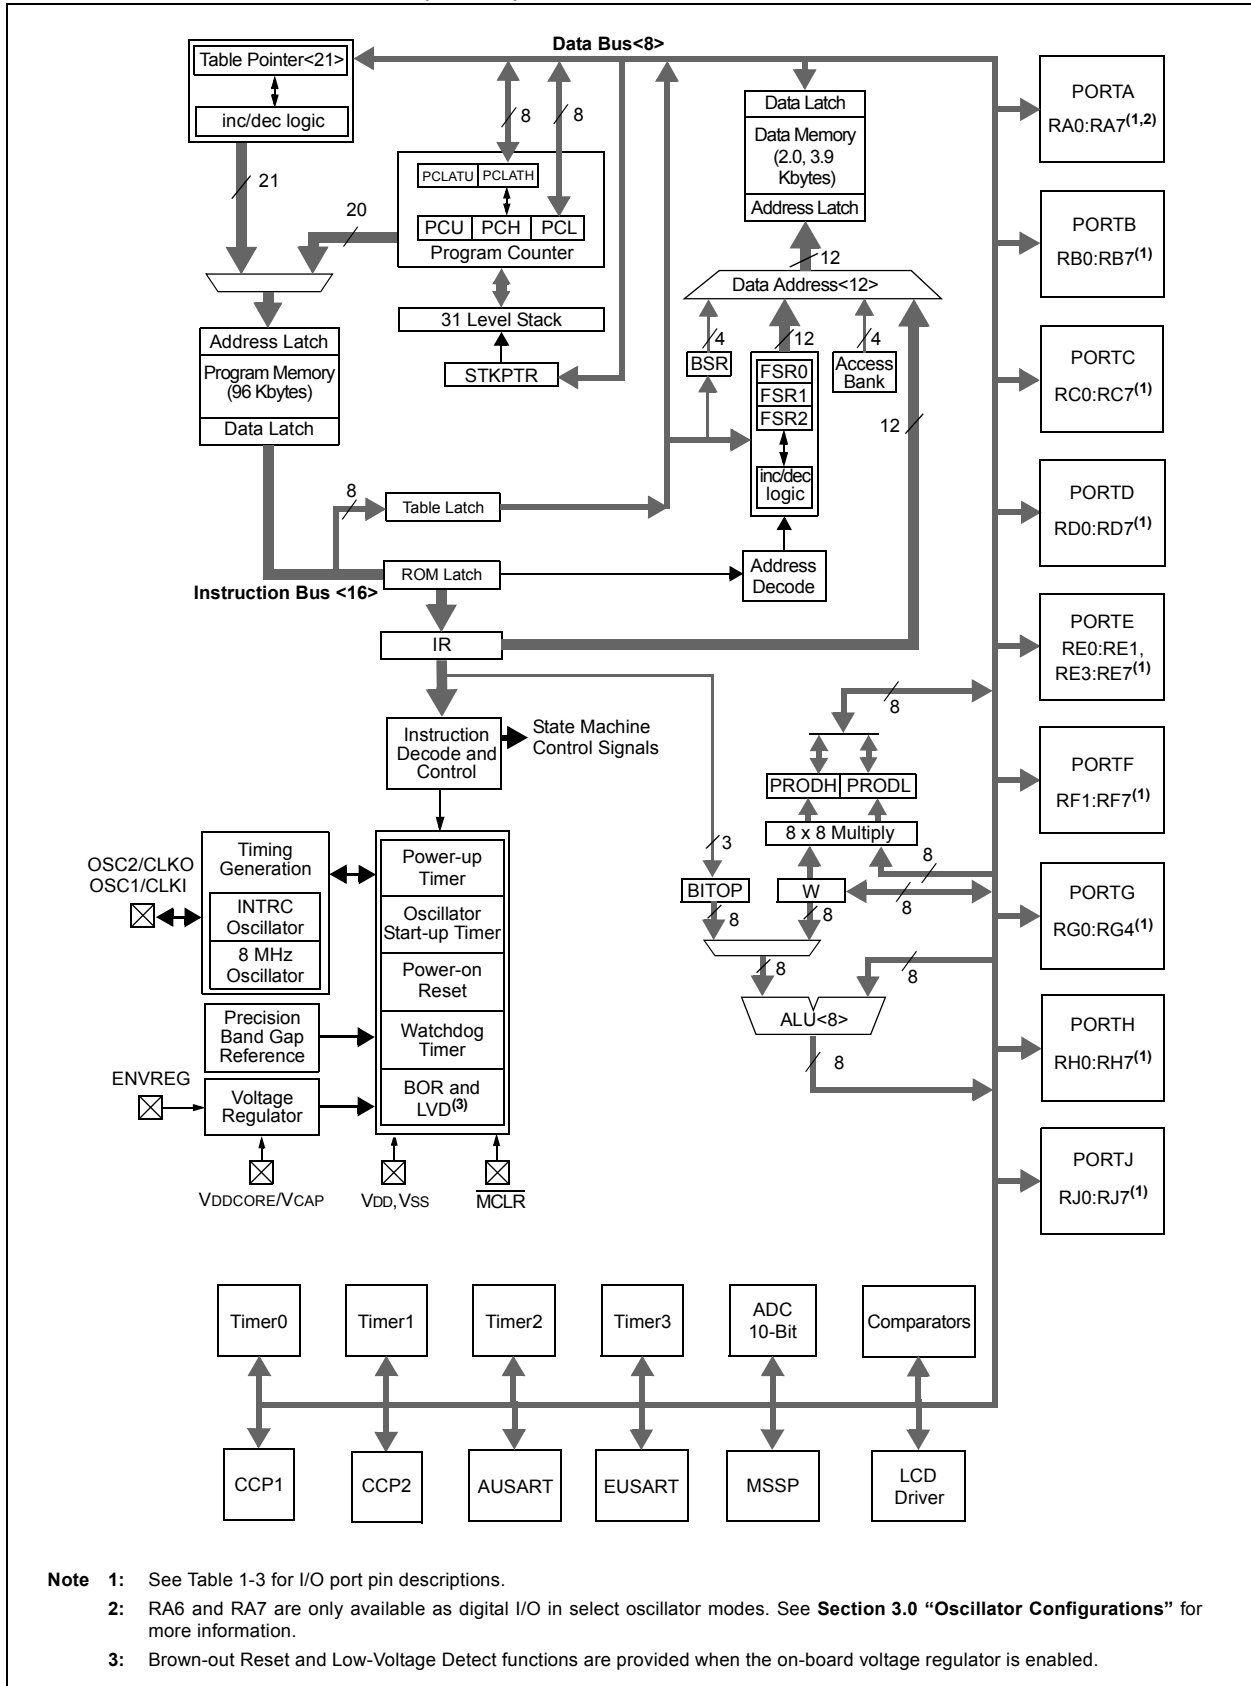 Data Bus<8>
Table Pointer<21>
inc/dec logic
21
20
8
8
PCLATU PCLATH
PCU PCH PCL
Program Counter
31 Level Stack
STKPTR
Address Latch
Program Memory
(96 Kbytes)
Data Latch
8
Table Latch
ROM Latch
Instruction Bus <16>
IR
Data Latch
Data Memory
(2.0, 3.9
Kbytes)
Address Latch
12
Data Address<12>
4
12
4
BSR
FSR0
FSR1
FSR2
inc/dec
logic
Access
Bank
12
Address
Decode
Instruction
Decode and
Control
State Machine
Control Signals
8
PRODH PRODL
8 x 8 Multiply
3
8
BITOP
W
8
8
8
8
8
ALU<8>
8
OSC2/CLKO
OSC1/CLKI
Timing
Generation
INTRC
Oscillator
8 MHz
Oscillator
Power-up
Timer
Oscillator
Start-up Timer
Power-on
Reset
Watchdog
Timer
BOR and
LVD(3)
Precision
Band Gap
Reference
ENVREG
Voltage
Regulator
VDDCORE/VCAP
VDD, VSS
MCLR
PORTA
RA0:RA7(1,2)
PORTB
RB0:RB7(1)
PORTC
RC0:RC7(1)
PORTD
RD0:RD7(1)
PORTE
RE0:RE1,
RE3:RE7(1)
PORTF
RF1:RF7(1)
PORTG
RG0:RG4(1)
PORTH
RH0:RH7(1)
PORTJ
RJ0:RJ7(1)
Timer0
Timer1
Timer2
Timer3
ADC
10-Bit
Comparators
CCP1
CCP2
AUSART
EUSART
MSSP
LCD
Driver
Note 1: See Table 1-3 for I/O port pin descriptions.
2: RA6 and RA7 are only available as digital I/O in select oscillator modes. See Section 3.0 “Oscillator Configurations” for
more information.
3: Brown-out Reset and Low-Voltage Detect functions are provided when the on-board voltage regulator is enabled.